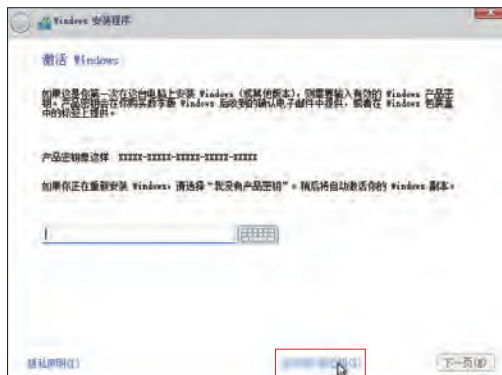 Windows 安装程序
激活 Windows
如果这是你第一次在这台电脑上安装 Windows (或其他版本)，则需要输入有效的 Windows 产品密
钥。产品密钥会在你购买数字版 Windows 后收到的确认电子邮件中提供，或者在 Windows 包装盒
中的标签上提供。
产品密钥像这样: XXXXX-XXXXX-XXXXX-XXXXX-XXXXX
如果你正在重新安装 Windows，请选择“我没有产品密钥”。稍后将自动激活你的 Windows 副本。
隐私声明(I)
下一页(N)